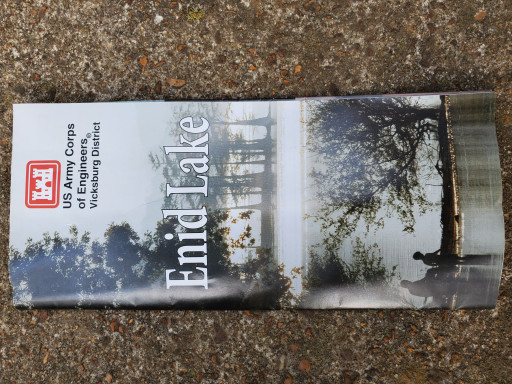 US Army Corps
of Engineers®
Vicksburg District
Enid Lake